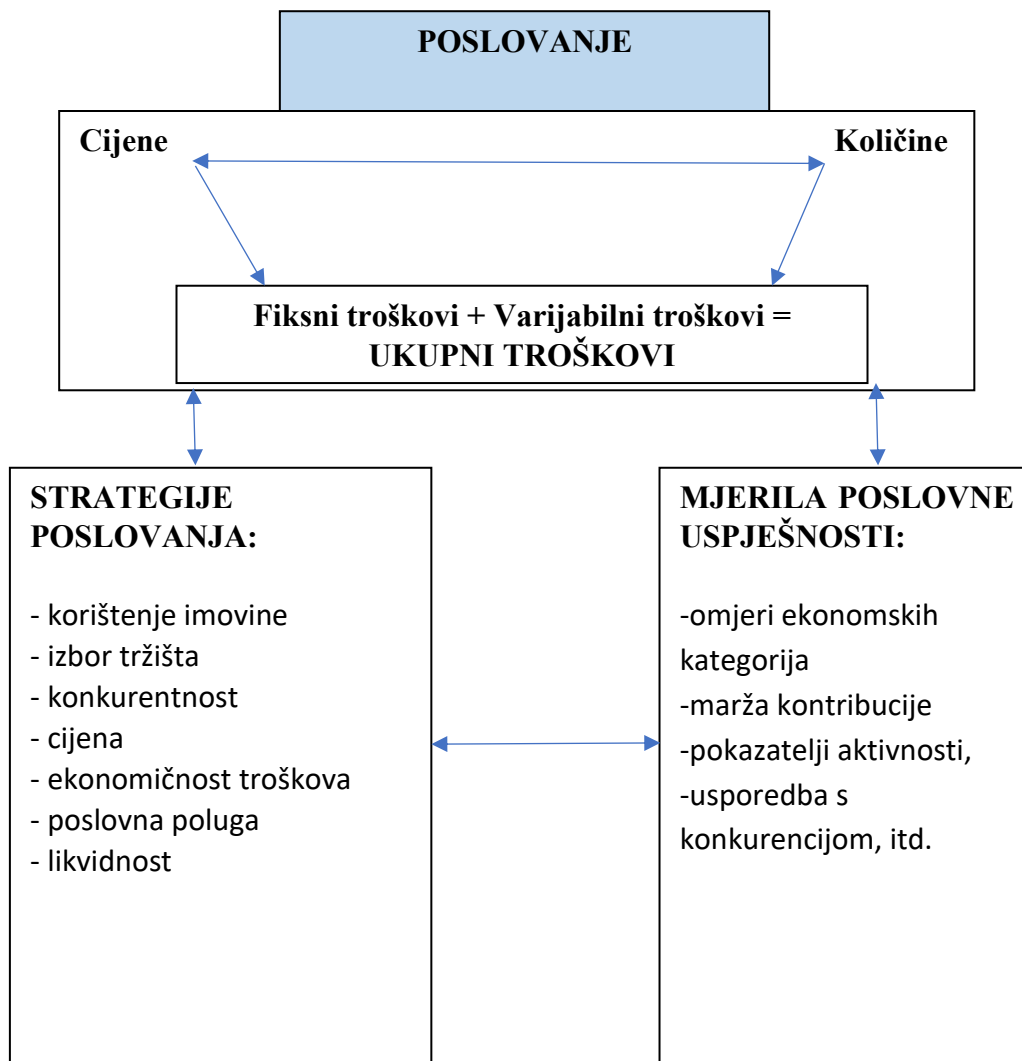 POSLOVANJE
Cijene
Količine
Fiksni troškovi + Varijabilni troškovi =
UKUPNI TROŠKOVI
STRATEGIJE
POSLOVANJA:
- korištenje imovine
- izbor tržišta
- konkurentnost
- cijena
- ekonomičnost troškova
- poslovna poluga
- likvidnost
MJERILA POSLOVNE
USPJEŠNOSTI:
-omjeri ekonomskih
kategorija
-marža kontribucije
-pokazatelji aktivnosti,
-usporedba s
konkurencijom, itd.